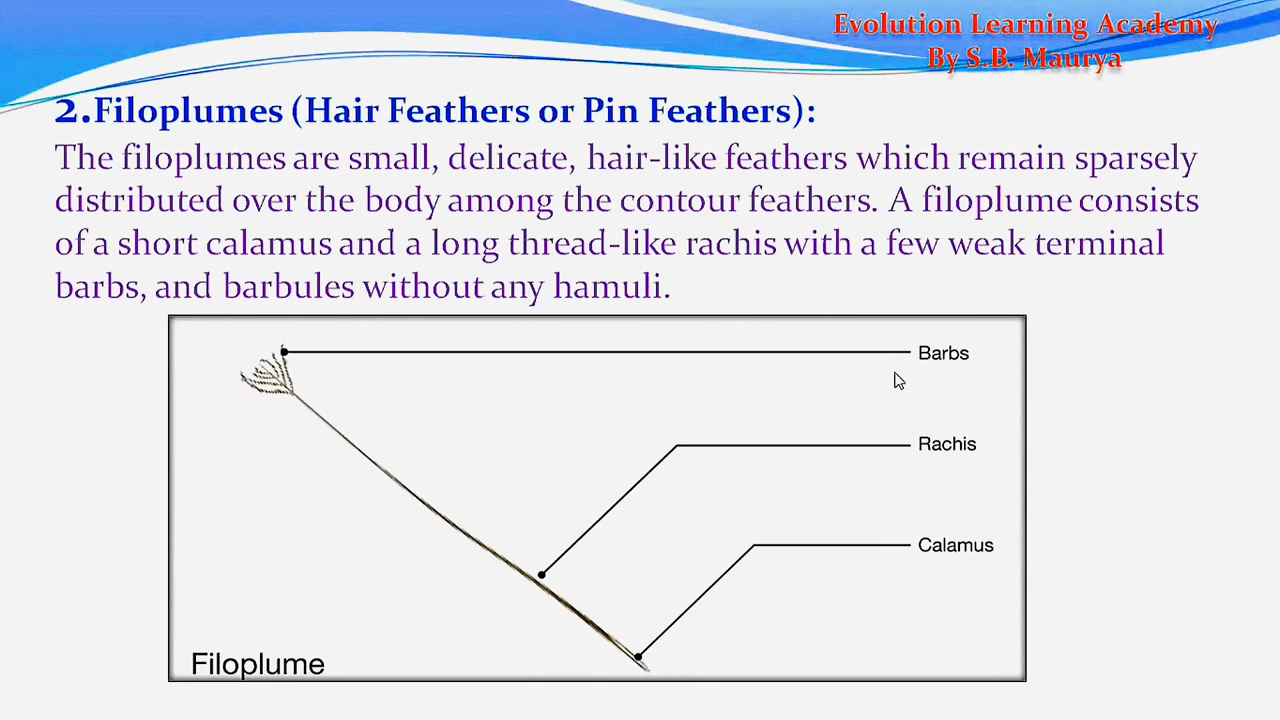 Evolution Learning Academy
By S.B. Maurya
2.Filoplumes (Hair Feathers or Pin Feathers):
The filoplumes are small, delicate, hair-like feathers which remain sparsely
distributed over the body among the contour feathers. A filoplume consists
of a short calamus and a long thread-like rachis with a few weak terminal
barbs, and barbules without any hamuli.
Barbs
Rachis
Calamus
Filoplume